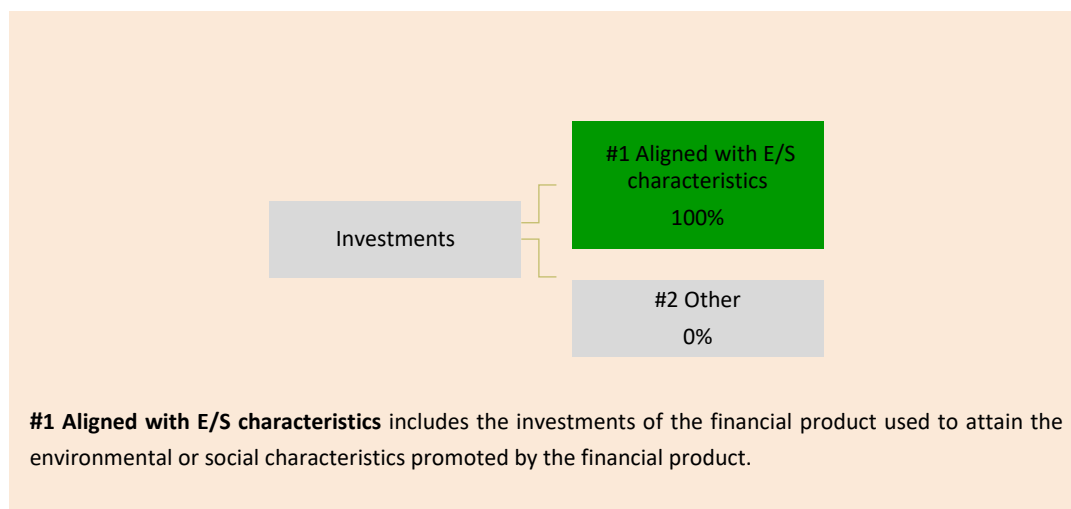 #1 Aligned with E/S
characteristics
100%
Investments
#2 Other
0%
#1 Aligned with E/S characteristics includes the investments of the financial product used to attain the
environmental or social characteristics promoted by the financial product.